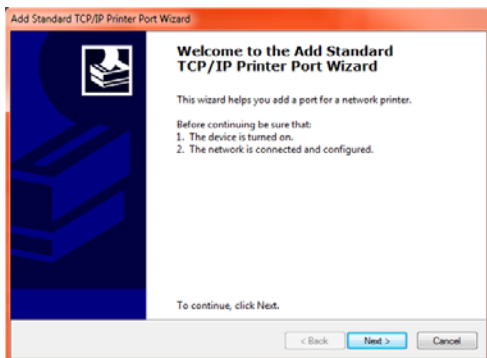 Add Standard TCP/IP Printer Port Wizard
Welcome to the Add Standard
TCP/IP Printer Port Wizard
This wizard helps you add a port for a network printer.
Before continuing be sure that:
1. The device is turned on.
2. The network is connected and configured.
To continue, click Next.
< Back Next > Cancel